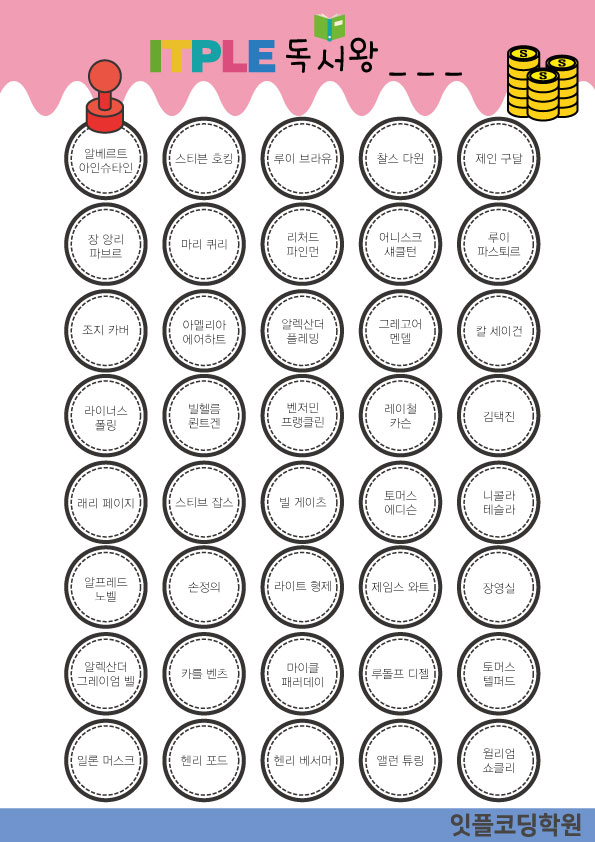 ITPLE 독서왕 _ _ _
알베르트
아인슈타인
스티븐 호킹
루이 브라유
찰스 다윈
제인 구달
장 앙리
파브르
마리 퀴리
리처드
파인먼
어니스크
섀클턴
루이
파스퇴르
조지 카버
아멜리아
에어하트
알렉산더
플레밍
그레고어
멘델
칼 세이건
라이너스
폴링
빌헬름
뢴트겐
벤저민
프랭클린
레이철
카슨
김택진
래리 페이지
스티브 잡스
빌 게이츠
토머스
에디슨
니콜라
테슬라
알프레드
노벨
손정의
라이트 형제
제임스 와트
장영실
알렉산더
그레이엄 벨
카를 벤츠
마이클
패러데이
루돌프 디젤
토머스
텔퍼드
일론 머스크
헨리 포드
헨리 베서머
앨런 튜링
윌리엄
쇼클리
잇플코딩학원